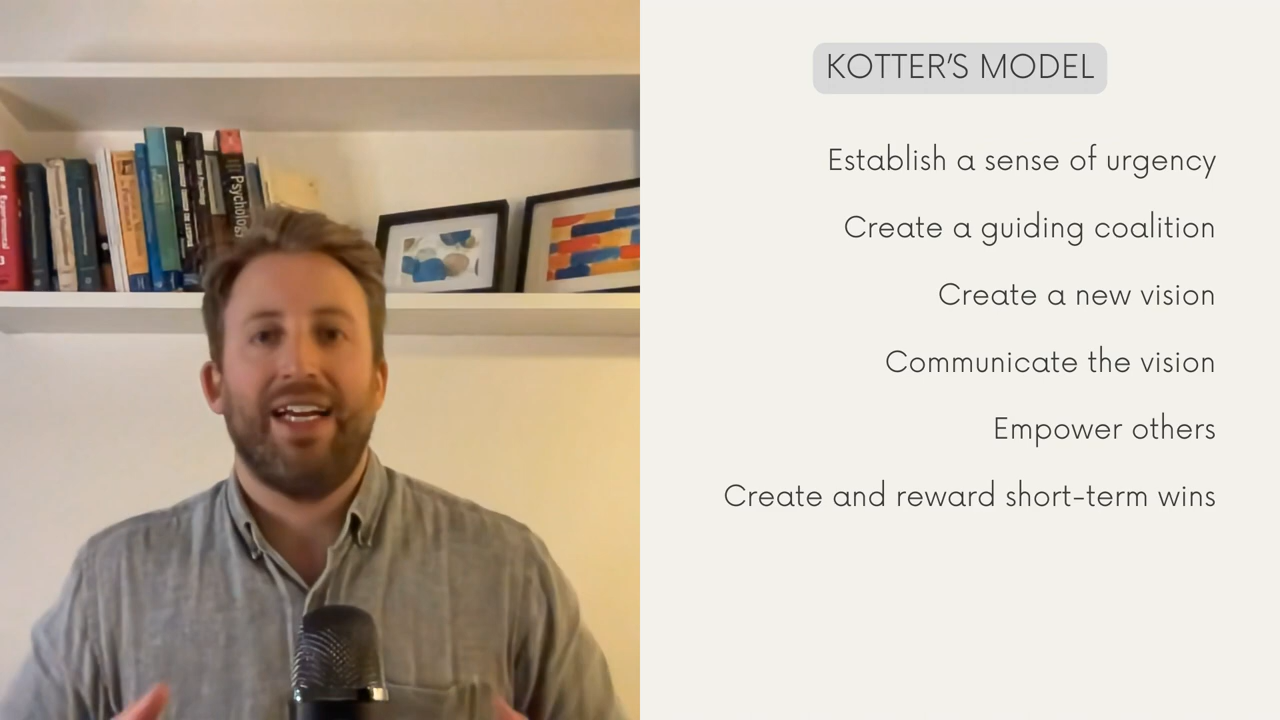 Psychology
KOTTER'S MODEL
Establish a sense of urgency
Create a guiding coalition
Create a new vision
Communicate the vision
Empower others
Create and reward short-term wins